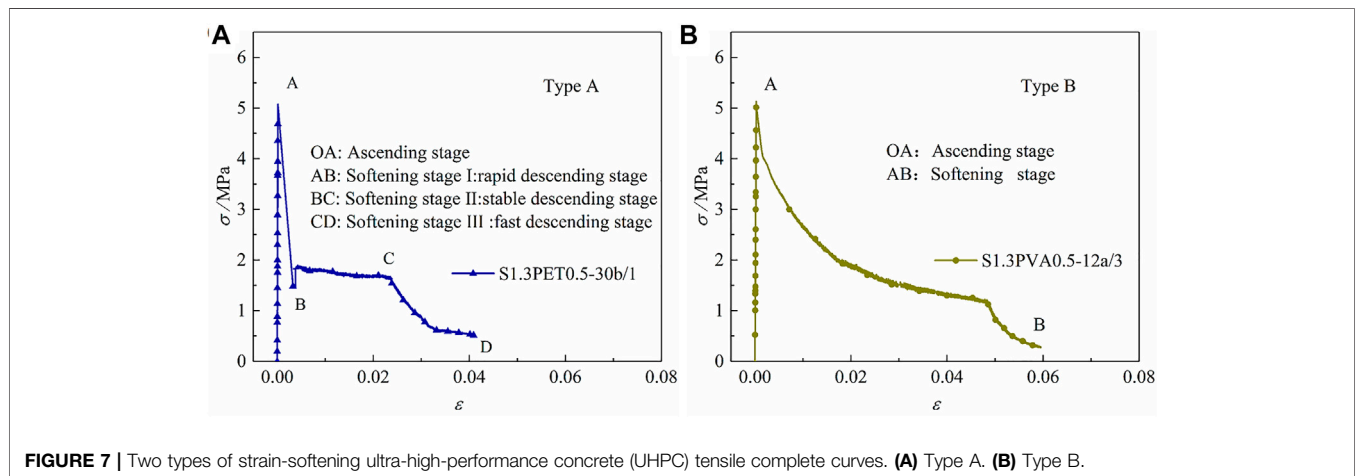 A
6
5
4
3
2
1
0
σ/MPa
A
Type A
OA: Ascending stage
AB: Softening stage I:rapid descending stage
BC: Softening stage II:stable descending stage
CD: Softening stage III :fast descending stage
C
S1.3PET0.5-30b/1
B
D
0.00 0.02 0.04 0.06 0.08
ε
B
6
5
4
3
2
1
0
σ/MPa
A
Type B
OA: Ascending stage
AB: Softening stage
S1.3PVA0.5-12a/3
B
0.00 0.02 0.04 0.06 0.08
ε
FIGURE 7 | Two types of strain-softening ultra-high-performance concrete (UHPC) tensile complete curves. (A) Type A. (B) Type B.